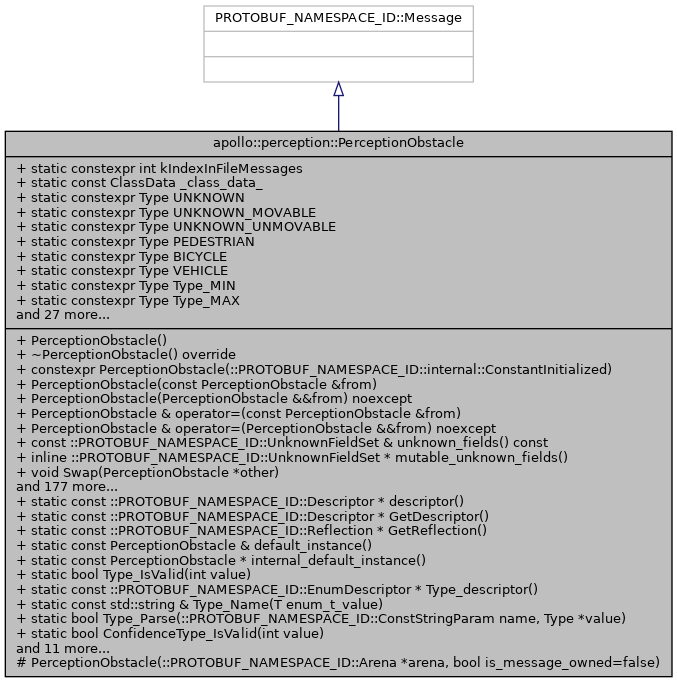 PROTOBUF_NAMESPACE_ID::Message
apollo::perception::PerceptionObstacle
+ static constexpr int kIndexInFileMessages
+ static const ClassData _class_data_
+ static constexpr Type UNKNOWN
+ static constexpr Type UNKNOWN_MOVABLE
+ static constexpr Type UNKNOWN_UNMOVABLE
+ static constexpr Type PEDESTRIAN
+ static constexpr Type BICYCLE
+ static constexpr Type VEHICLE
+ static constexpr Type Type_MIN
+ static constexpr Type Type_MAX
and 27 more...
+ PerceptionObstacle()
+ ~PerceptionObstacle() override
+ constexpr PerceptionObstacle(::PROTOBUF_NAMESPACE_ID::internal::ConstantInitialized)
+ PerceptionObstacle(const PerceptionObstacle &from)
+ PerceptionObstacle(PerceptionObstacle &&from) noexcept
+ PerceptionObstacle & operator=(const PerceptionObstacle &from)
+ PerceptionObstacle & operator=(PerceptionObstacle &&from) noexcept
+ const ::PROTOBUF_NAMESPACE_ID::UnknownFieldSet & unknown_fields() const
+ inline ::PROTOBUF_NAMESPACE_ID::UnknownFieldSet * mutable_unknown_fields()
+ void Swap(PerceptionObstacle *other)
and 177 more...
+ static const ::PROTOBUF_NAMESPACE_ID::Descriptor * descriptor()
+ static const ::PROTOBUF_NAMESPACE_ID::Descriptor * GetDescriptor()
+ static const ::PROTOBUF_NAMESPACE_ID::Reflection * GetReflection()
+ static const PerceptionObstacle & default_instance()
+ static const PerceptionObstacle * internal_default_instance()
+ static bool Type_IsValid(int value)
+ static const ::PROTOBUF_NAMESPACE_ID::EnumDescriptor * Type_descriptor()
+ static const std::string & Type_Name(T enum_t_value)
+ static bool Type_Parse(::PROTOBUF_NAMESPACE_ID::ConstStringParam name, Type *value)
+ static bool ConfidenceType_IsValid(int value)
and 11 more...
# PerceptionObstacle(::PROTOBUF_NAMESPACE_ID::Arena *arena, bool is_message_owned=false)